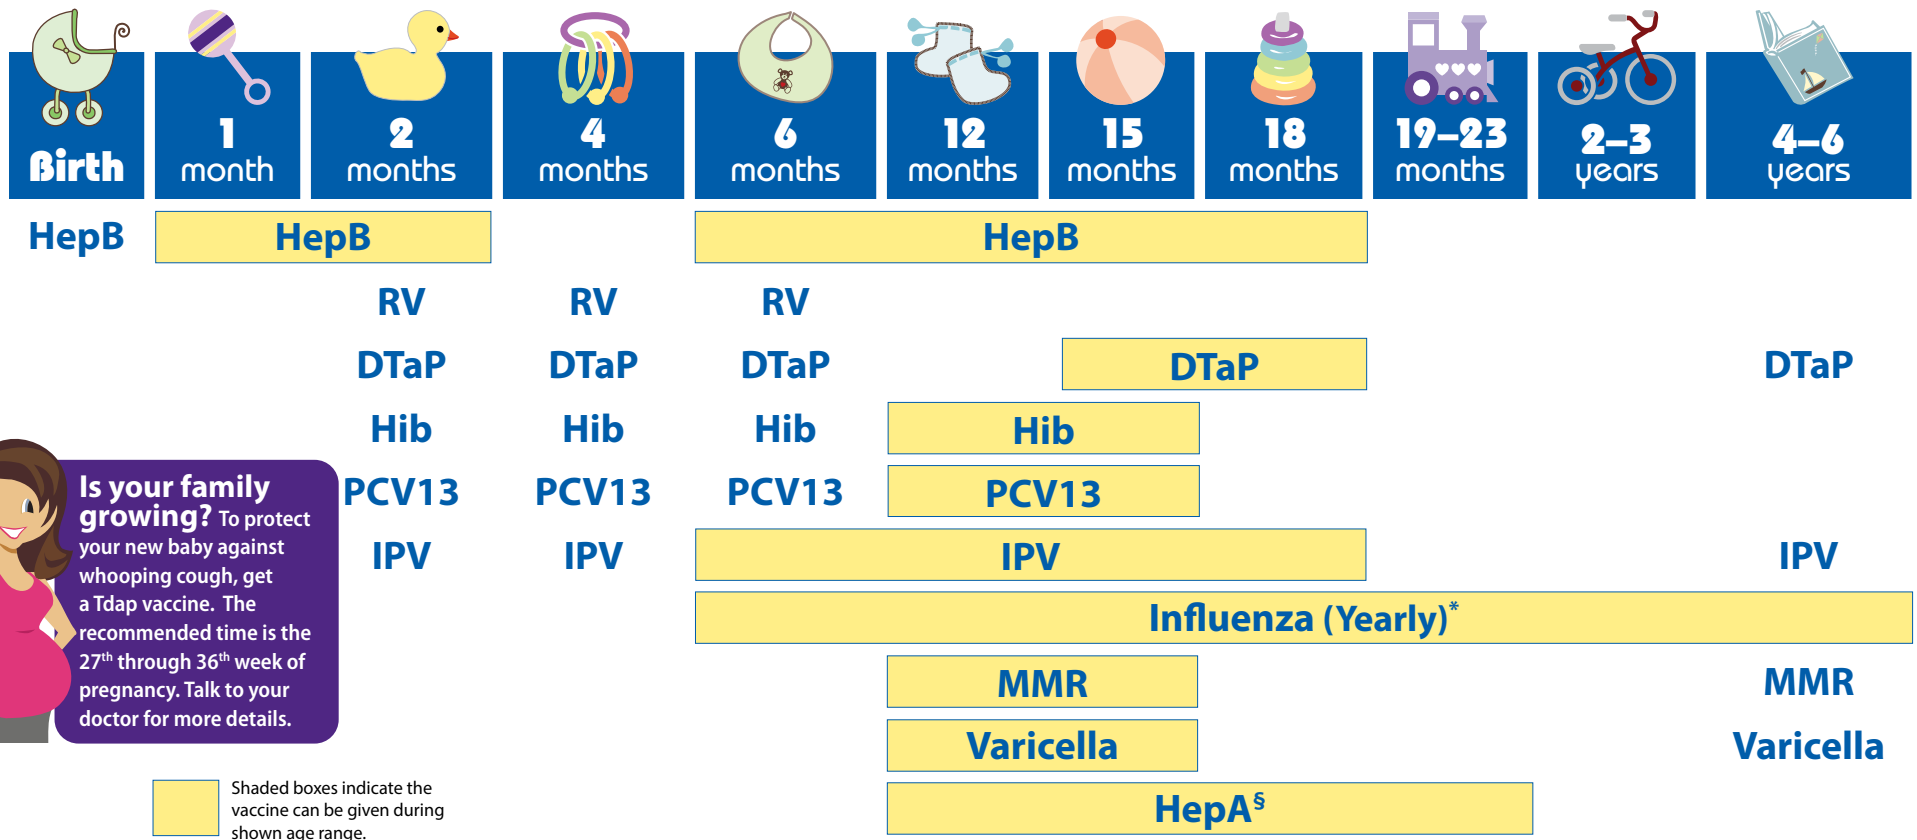 Birth
1
month
2
months
4
months
6
months
12
months
15
months
18
months
19–23
months
2–3
years
4–6
years
HepB HepB HepB
RV RV RV
DTaP DTaP DTaP DTaP DTaP
Hib Hib Hib Hib
PCV13 PCV13 PCV13 PCV13
IPV IPV IPV IPV
Influenza (Yearly)*
MMR MMR
Varicella Varicella
HepA§
Is your family
growing? To protect
your new baby against
whooping cough, get
a Tdap vaccine. The
recommended time is the
27th through 36th week of
pregnancy. Talk to your
doctor for more details.
Shaded boxes indicate the
vaccine can be given during
shown age range.